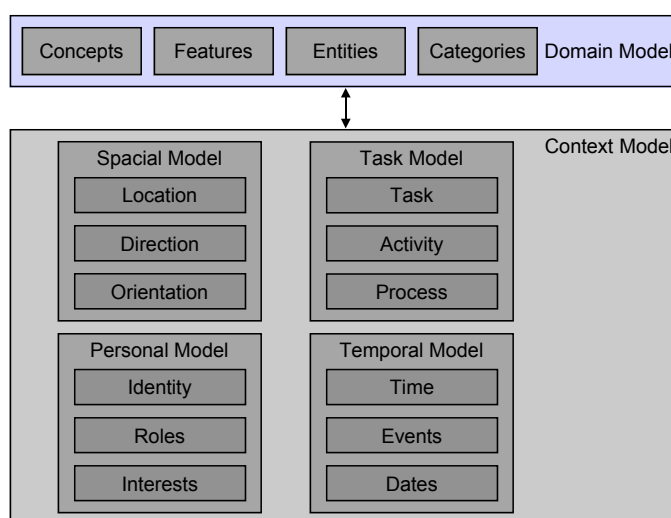 Concepts
Features
Entities
Categories
Domain Model
Context Model
Spacial Model
Location
Direction
Orientation
Task Model
Task
Activity
Process
Personal Model
Identity
Roles
Interests
Temporal Model
Time
Events
Dates